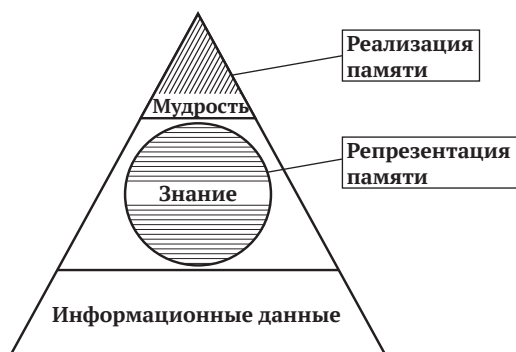 Реализация
памяти
Мудрость
Репрезентация
памяти
Знание
Информационные данные